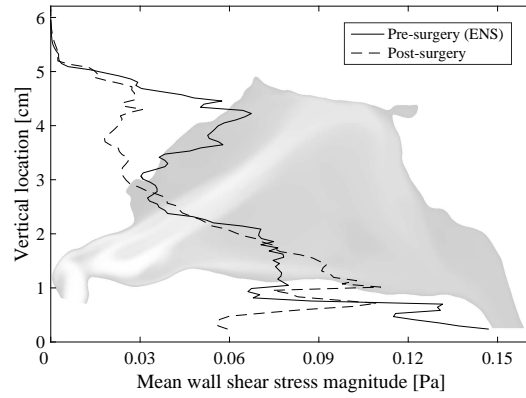 Pre-surgery (ENS)
Post-surgery
Vertical location [cm]
6
5
4
3
2
1
0
0 0.03 0.06 0.09 0.12 0.15
Mean wall shear stress magnitude [Pa]